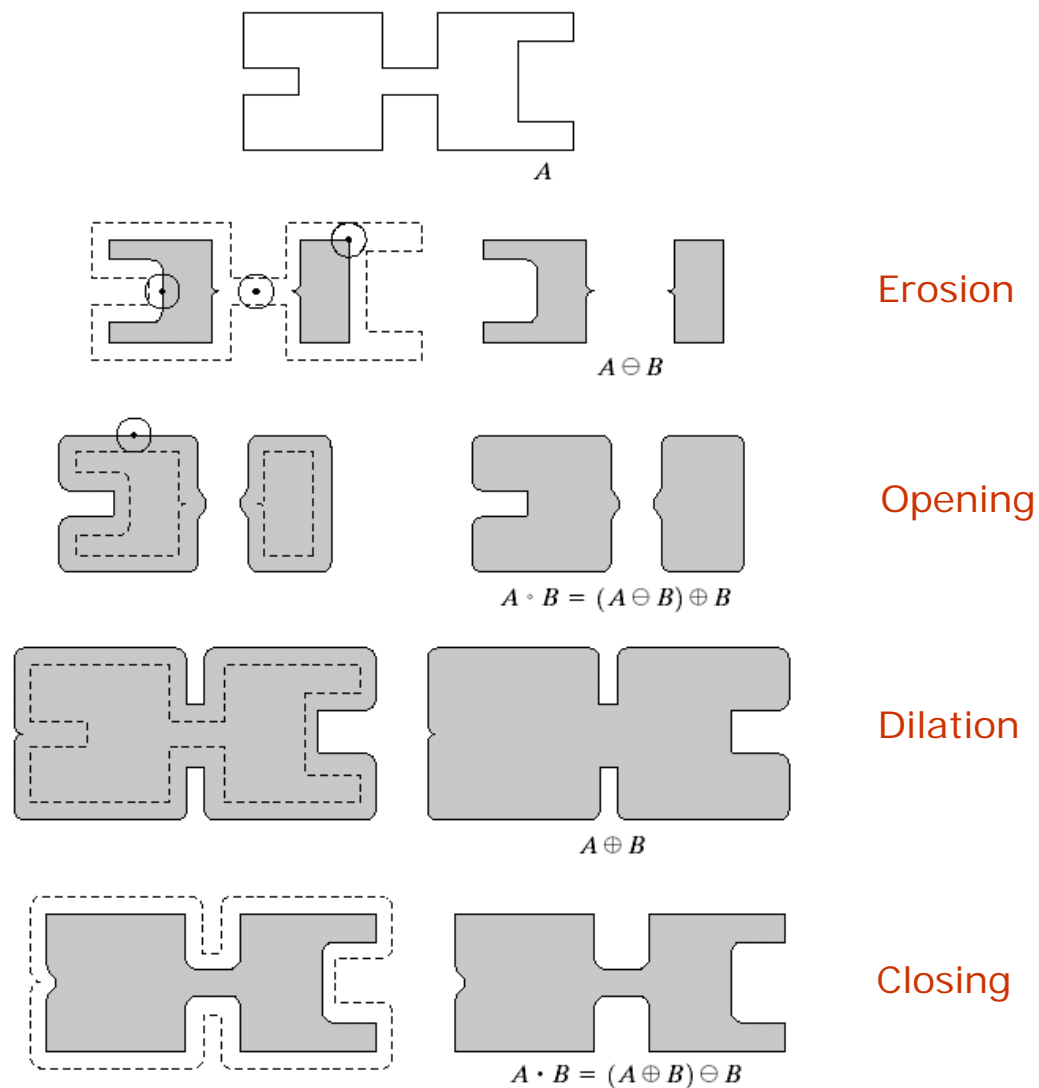 A
Erosion
A ⊖ B
Opening
A ∘ B = (A ⊖ B) ⊕ B
Dilation
A ⊕ B
Closing
A • B = (A ⊕ B) ⊖ B